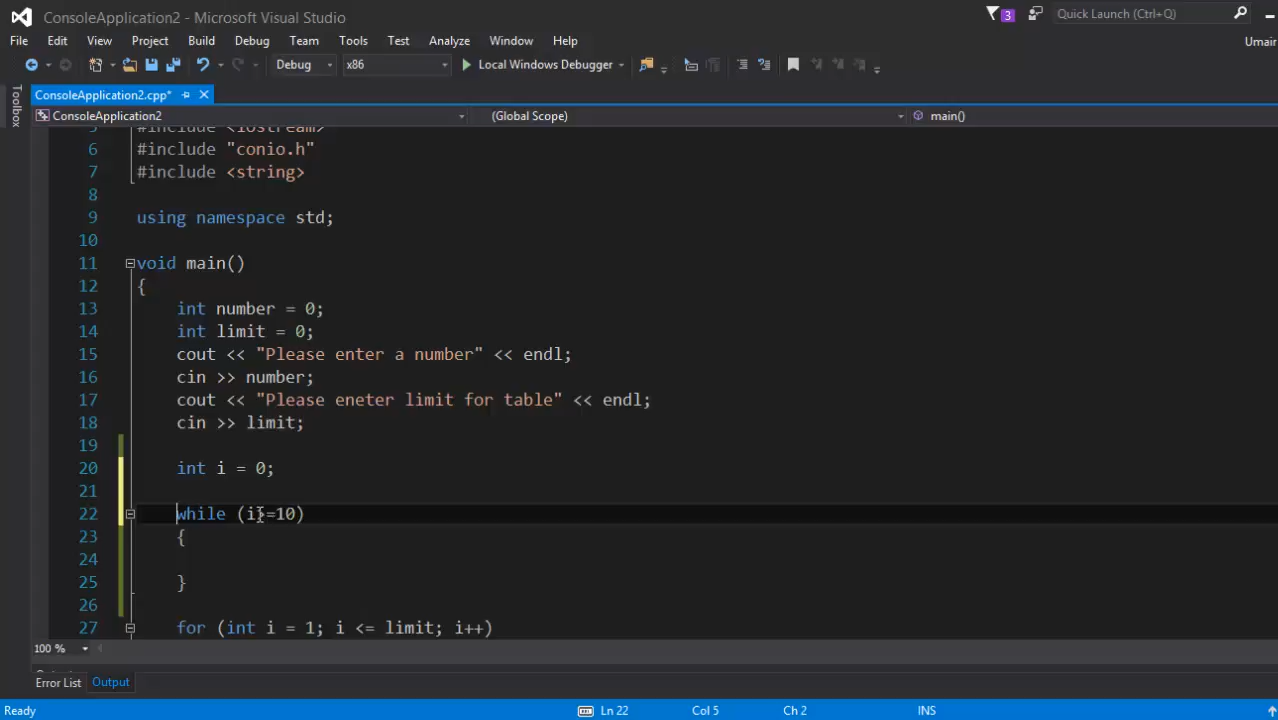 ConsoleApplication2 - Microsoft Visual Studio
3
Quick Launch (Ctrl+Q)
File Edit View Project Build Debug Team Tools Test Analyze Window Help
Umair
Debug x86 Local Windows Debugger
Toolbox
ConsoleApplication2.cpp*
ConsoleApplication2 (Global Scope) main()
5 #include <iostream>
6 #include "conio.h"
7 #include <string>
8
9 using namespace std;
10
11 void main()
12 {
13 int number = 0;
14 int limit = 0;
15 cout << "Please enter a number" << endl;
16 cin >> number;
17 cout << "Please eneter limit for table" << endl;
18 cin >> limit;
19
20 int i = 0;
21
22 while (i>=10)
23 {
24
25 }
26
27 for (int i = 1; i <= limit; i++)
100 %
Error List Output
Ready Ln 22 Col 5 Ch 2 INS